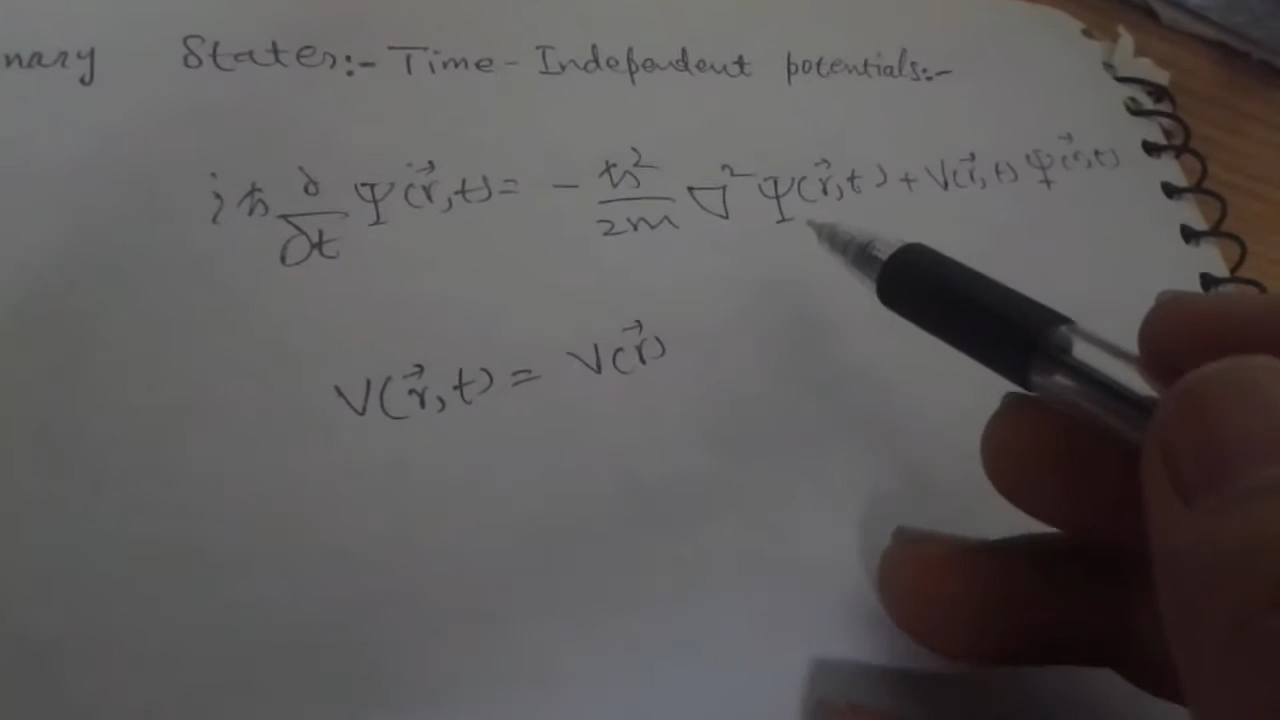 nary States:- Time-Independent potentials:-
iħ ∂/∂t Ψ(r⃗,t) = - ħ²/2m ∇² Ψ(r⃗,t) + V(r⃗,t) Ψ(r⃗,t)
V(r⃗,t) = V(r⃗)